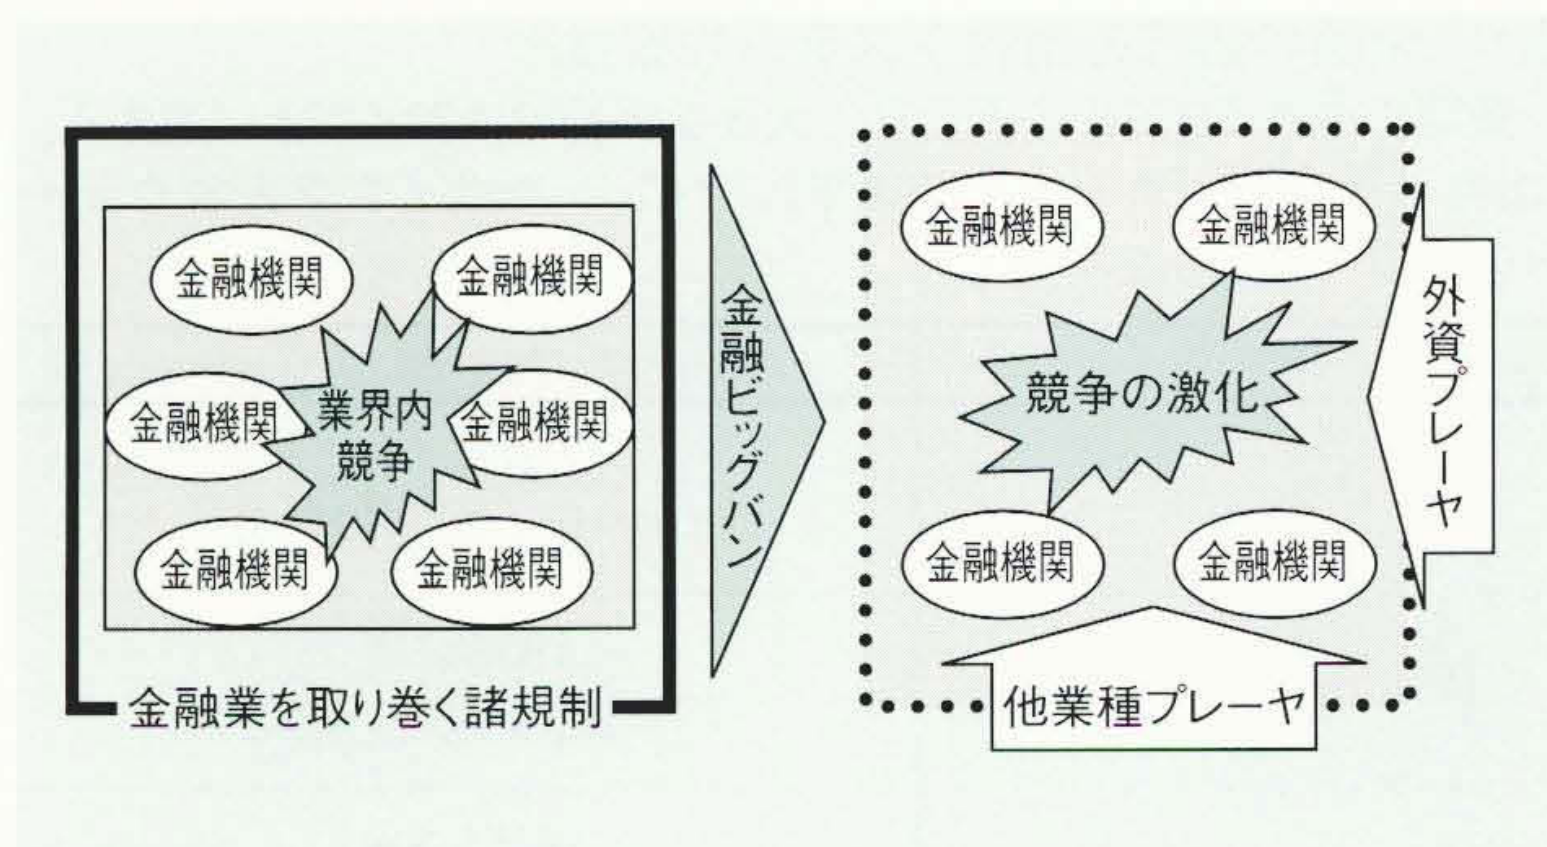 金融機関
金融機関
金融機関
業界内
競争
金融機関
金融機関
金融機関
金融業を取り巻く諸規制
金融ビッグバン
金融機関
金融機関
競争の激化
金融機関
金融機関
外資プレーヤ
他業種プレーヤ